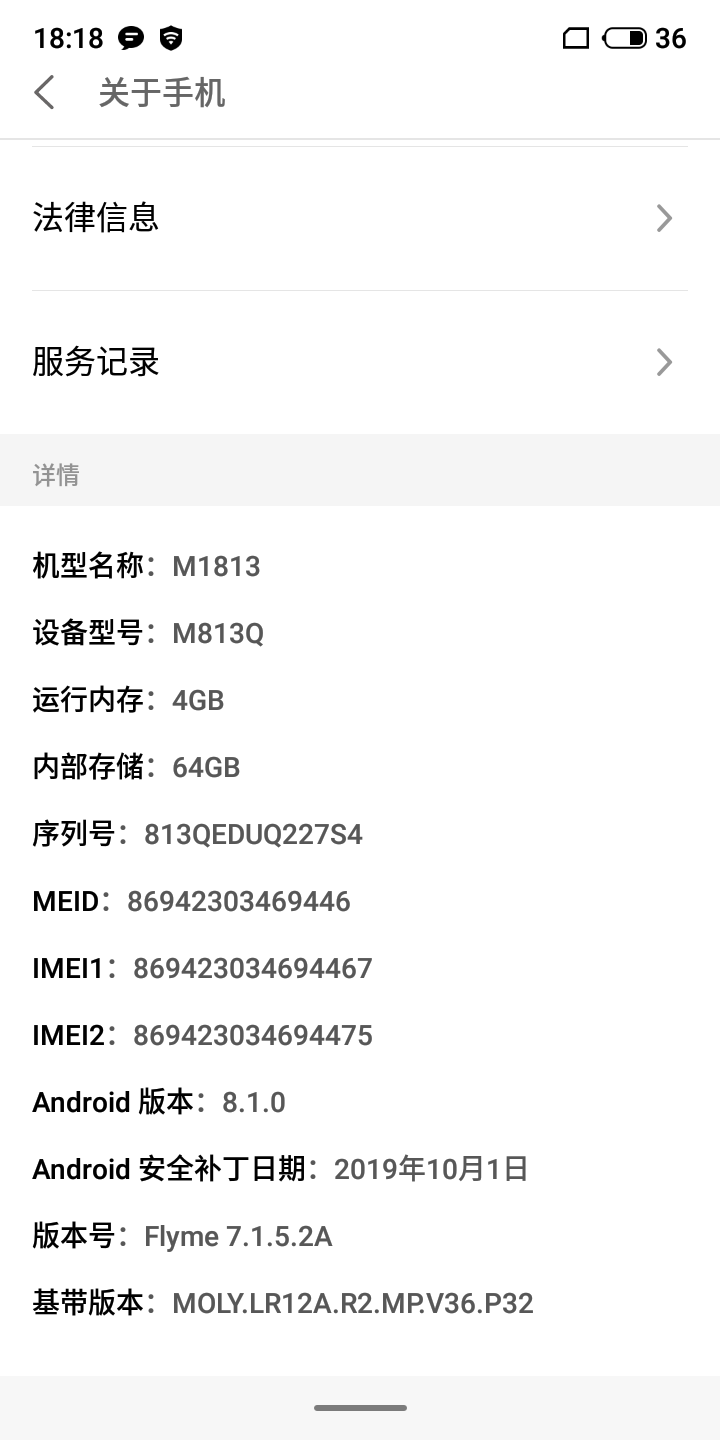 18:18 36
关于手机
法律信息
服务记录
详情
机型名称：M1813
设备型号：M813Q
运行内存：4GB
内部存储：64GB
序列号：813QEDUQ227S4
MEID：86942303469446
IMEI1：869423034694467
IMEI2：869423034694475
Android 版本：8.1.0
Android 安全补丁日期：2019年10月1日
版本号：Flyme 7.1.5.2A
基带版本：MOLY.LR12A.R2.MP.V36.P32